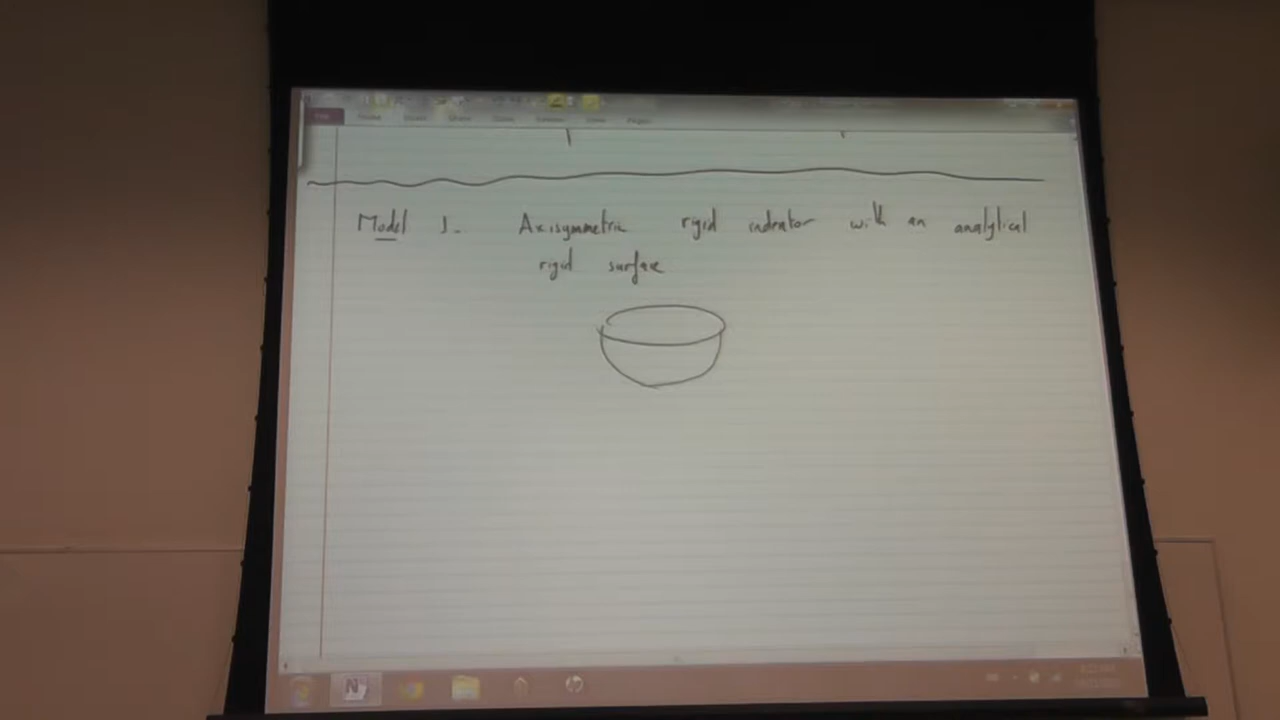 Model 1. Axisymmetric rigid indentor with an analytical
rigid surface